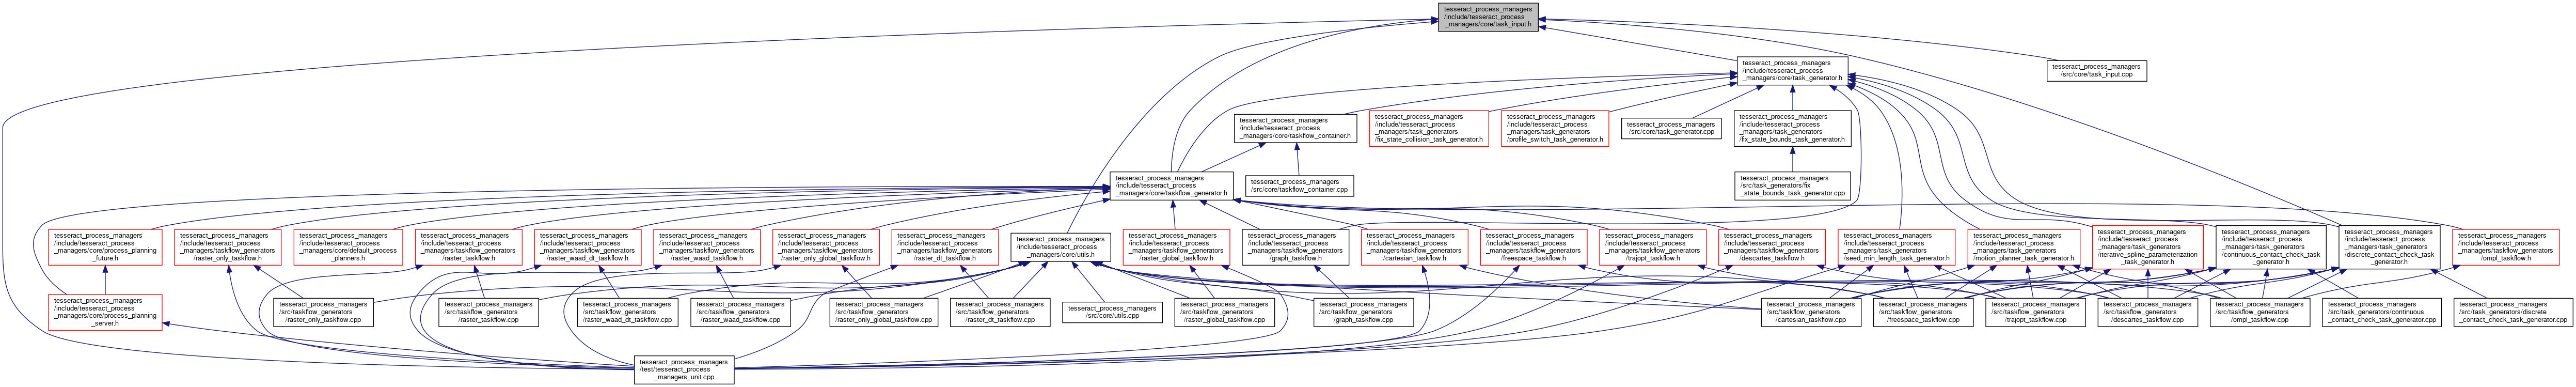 tesseract_process_managers
/include/tesseract_process
_managers/core/task_input.h
tesseract_process_managers
/include/tesseract_process
_managers/core/task_generator.h
tesseract_process_managers
/src/core/task_input.cpp
tesseract_process_managers
/include/tesseract_process
_managers/core/taskflow_container.h
tesseract_process_managers
/include/tesseract_process
_managers/task_generators
/fix_state_collision_task_generator.h
tesseract_process_managers
/include/tesseract_process
_managers/task_generators
/profile_switch_task_generator.h
tesseract_process_managers
/src/core/task_generator.cpp
tesseract_process_managers
/include/tesseract_process
_managers/task_generators
/fix_state_bounds_task_generator.h
tesseract_process_managers
/include/tesseract_process
_managers/core/taskflow_generator.h
tesseract_process_managers
/src/core/taskflow_container.cpp
tesseract_process_managers
/src/task_generators/fix
_state_bounds_task_generator.cpp
tesseract_process_managers
/include/tesseract_process
_managers/core/process_planning
_future.h
tesseract_process_managers
/include/tesseract_process
_managers/taskflow_generators
/raster_only_taskflow.h
tesseract_process_managers
/include/tesseract_process
_managers/core/default_process
_planners.h
tesseract_process_managers
/include/tesseract_process
_managers/taskflow_generators
/raster_taskflow.h
tesseract_process_managers
/include/tesseract_process
_managers/taskflow_generators
/raster_waad_dt_taskflow.h
tesseract_process_managers
/include/tesseract_process
_managers/taskflow_generators
/raster_waad_taskflow.h
tesseract_process_managers
/include/tesseract_process
_managers/taskflow_generators
/raster_only_global_taskflow.h
tesseract_process_managers
/include/tesseract_process
_managers/taskflow_generators
/raster_dt_taskflow.h
tesseract_process_managers
/include/tesseract_process
_managers/core/utils.h
tesseract_process_managers
/include/tesseract_process
_managers/taskflow_generators
/raster_global_taskflow.h
tesseract_process_managers
/include/tesseract_process
_managers/taskflow_generators
/graph_taskflow.h
tesseract_process_managers
/include/tesseract_process
_managers/taskflow_generators
/cartesian_taskflow.h
tesseract_process_managers
/include/tesseract_process
_managers/taskflow_generators
/freespace_taskflow.h
tesseract_process_managers
/include/tesseract_process
_managers/taskflow_generators
/trajopt_taskflow.h
tesseract_process_managers
/include/tesseract_process
_managers/taskflow_generators
/descartes_taskflow.h
tesseract_process_managers
/include/tesseract_process
_managers/task_generators
/seed_min_length_task_generator.h
tesseract_process_managers
/include/tesseract_process
_managers/task_generators
/motion_planner_task_generator.h
tesseract_process_managers
/include/tesseract_process
_managers/task_generators
/iterative_spline_parameterization
_task_generator.h
tesseract_process_managers
/include/tesseract_process
_managers/task_generators
/continuous_contact_check_task
_generator.h
tesseract_process_managers
/include/tesseract_process
_managers/task_generators
/discrete_contact_check_task
_generator.h
tesseract_process_managers
/include/tesseract_process
_managers/taskflow_generators
/ompl_taskflow.h
tesseract_process_managers
/include/tesseract_process
_managers/core/process_planning
_server.h
tesseract_process_managers
/src/taskflow_generators
/raster_only_taskflow.cpp
tesseract_process_managers
/src/taskflow_generators
/raster_taskflow.cpp
tesseract_process_managers
/src/taskflow_generators
/raster_waad_dt_taskflow.cpp
tesseract_process_managers
/src/taskflow_generators
/raster_waad_taskflow.cpp
tesseract_process_managers
/src/taskflow_generators
/raster_only_global_taskflow.cpp
tesseract_process_managers
/src/taskflow_generators
/raster_dt_taskflow.cpp
tesseract_process_managers
/src/core/utils.cpp
tesseract_process_managers
/src/taskflow_generators
/raster_global_taskflow.cpp
tesseract_process_managers
/src/taskflow_generators
/graph_taskflow.cpp
tesseract_process_managers
/src/taskflow_generators
/cartesian_taskflow.cpp
tesseract_process_managers
/src/taskflow_generators
/freespace_taskflow.cpp
tesseract_process_managers
/src/taskflow_generators
/trajopt_taskflow.cpp
tesseract_process_managers
/src/taskflow_generators
/descartes_taskflow.cpp
tesseract_process_managers
/src/taskflow_generators
/ompl_taskflow.cpp
tesseract_process_managers
/src/task_generators/continuous
_contact_check_task_generator.cpp
tesseract_process_managers
/src/task_generators/discrete
_contact_check_task_generator.cpp
tesseract_process_managers
/test/tesseract_process
_managers_unit.cpp